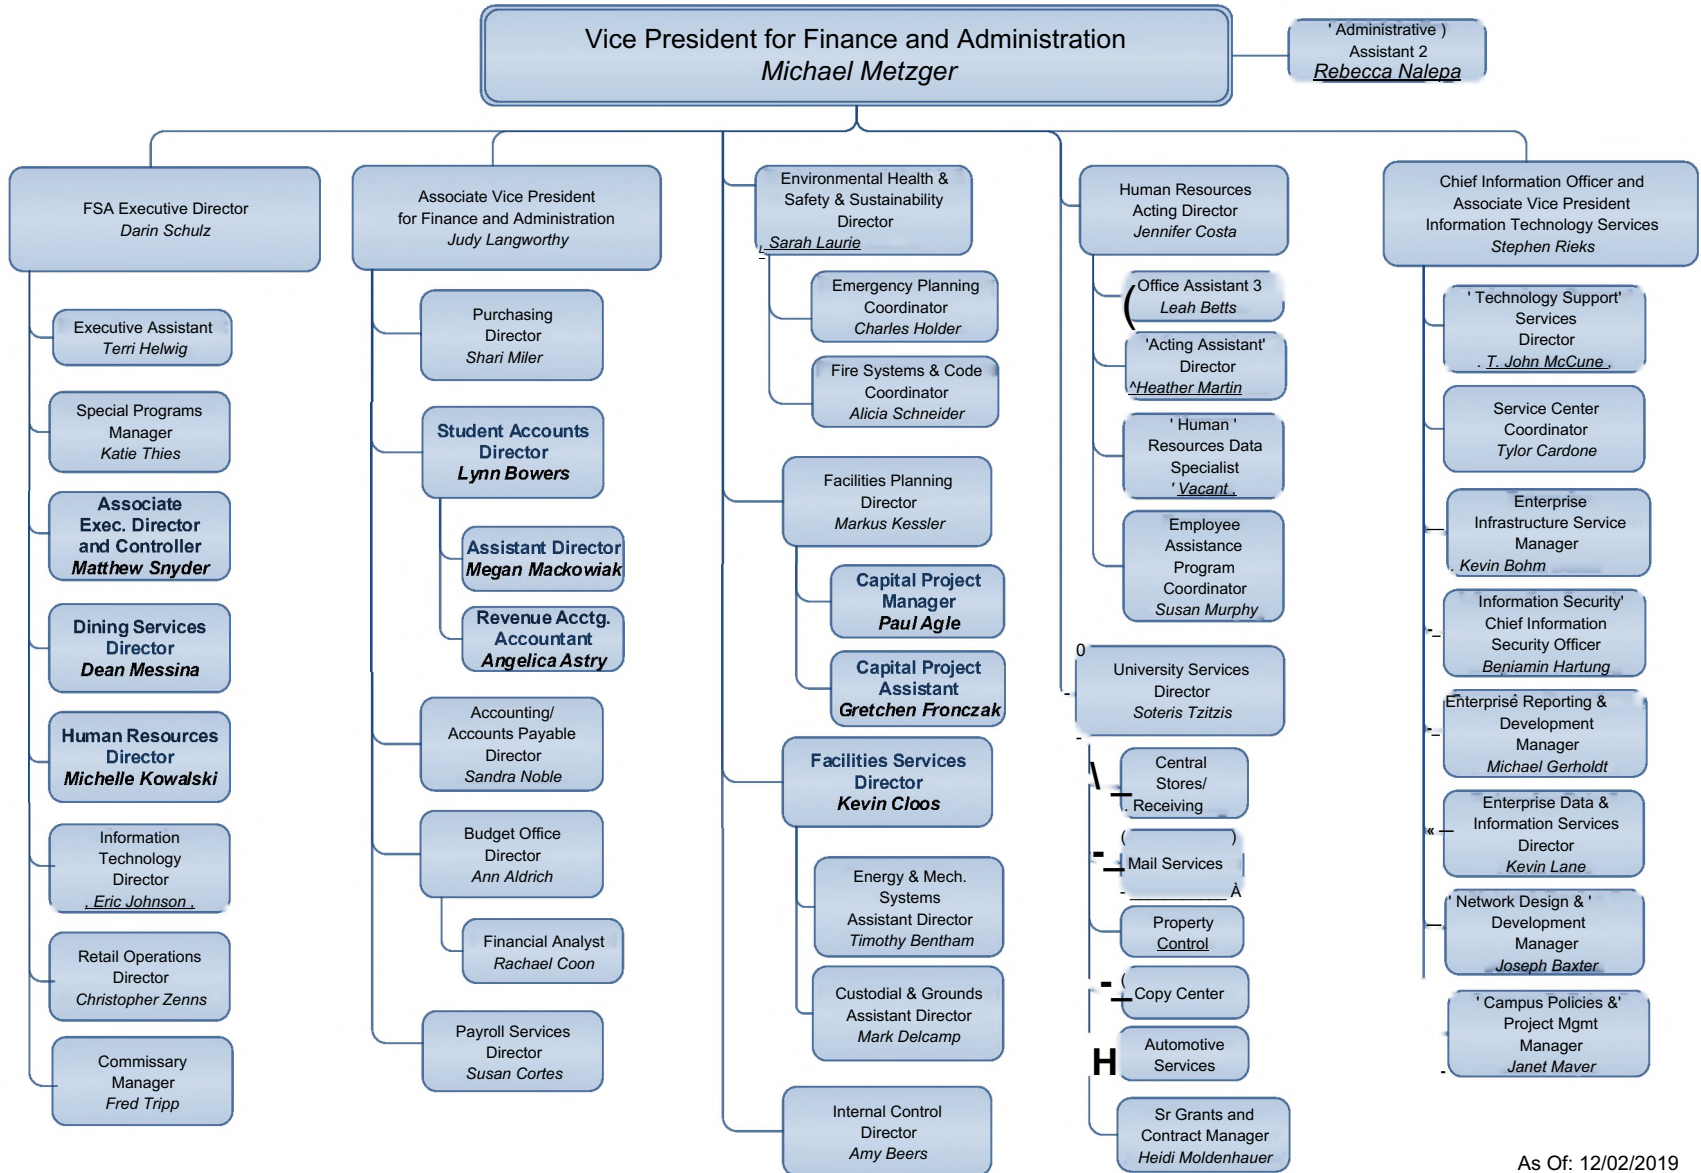 Vice President for Finance and Administration
Michael Metzger
' Administrative )
Assistant 2
Rebecca Nalepa
FSA Executive Director
Darin Schulz
Executive Assistant
Terri Helwig
Special Programs
Manager
Katie Thies
Associate
Exec. Director
and Controller
Matthew Snyder
Dining Services
Director
Dean Messina
Human Resources
Director
Michelle Kowalski
Information
Technology
Director
, Eric Johnson ,
Retail Operations
Director
Christopher Zenns
Commissary
Manager
Fred Tripp
Associate Vice President
for Finance and Administration
Judy Langworthy
Purchasing
Director
Shari Miler
Student Accounts
Director
Lynn Bowers
Assistant Director
Megan Mackowiak
Revenue Acctg.
Accountant
Angelica Astry
Accounting/
Accounts Payable
Director
Sandra Noble
Budget Office
Director
Ann Aldrich
Financial Analyst
Rachael Coon
Payroll Services
Director
Susan Cortes
Environmental Health &
Safety & Sustainability
Director
Sarah Laurie
Emergency Planning
Coordinator
Charles Holder
Fire Systems & Code
Coordinator
Alicia Schneider
Facilities Planning
Director
Markus Kessler
Capital Project
Manager
Paul Agle
Capital Project
Assistant
Gretchen Fronczak
Facilities Services
Director
Kevin Cloos
Energy & Mech.
Systems
Assistant Director
Timothy Bentham
Custodial & Grounds
Assistant Director
Mark Delcamp
Internal Control
Director
Amy Beers
Human Resources
Acting Director
Jennifer Costa
( Office Assistant 3
Leah Betts
'Acting Assistant'
Director
^Heather Martin
' Human '
Resources Data
Specialist
' Vacant ,
Employee
Assistance
Program
Coordinator
Susan Murphy
0
University Services
Director
Soteris Tzitzis
\_ Central
Stores/
. Receiving
( )
-_ Mail Services
- À
Property
Control
-_( Copy Center
H Automotive
Services
Sr Grants and
Contract Manager
Heidi Moldenhauer
Chief Information Officer and
Associate Vice President
Information Technology Services
Stephen Rieks
' Technology Support'
Services
Director
. T. John McCune ,
Service Center
Coordinator
Tylor Cardone
Enterprise
Infrastructure Service
Manager
. Kevin Bohm
Information Security'
Chief Information
Security Officer
Benjamin Hartung
Enterprise Reporting &
Development
Manager
Michael Gerholdt
Enterprise Data &
« — Information Services
Director
Kevin Lane
' Network Design & '
Development
Manager
Joseph Baxter
' Campus Policies &'
Project Mgmt
Manager
Janet Maver
As Of: 12/02/2019